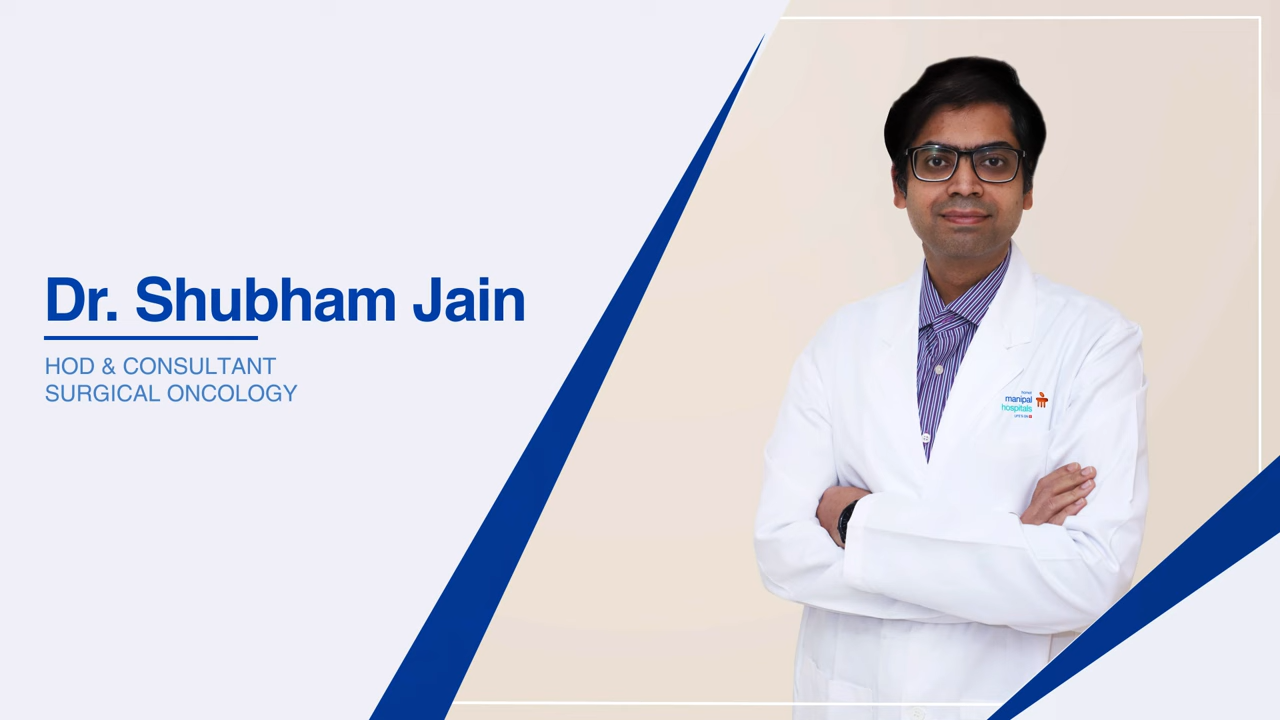 Dr. Shubham Jain
HOD & CONSULTANT
SURGICAL ONCOLOGY
manipal
hospitals